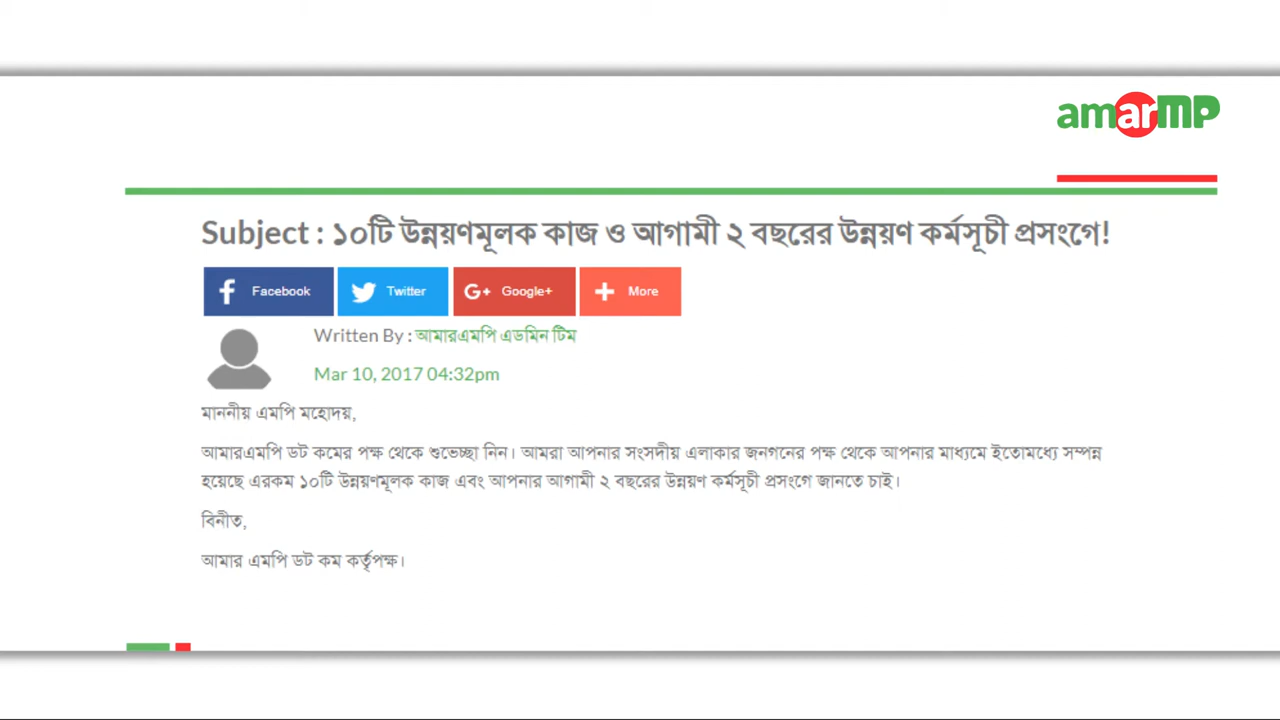 amarMP
Subject : ১০টি উন্নয়ণমূলক কাজ ও আগামী ২ বছরের উন্নয়ণ কর্মসূচী প্রসংগে!
Facebook Twitter Google+ More
Written By : আমারএমপি এডমিন টিম
Mar 10, 2017 04:32pm
মাননীয় এমপি মহোদয়,
আমারএমপি ডট কমের পক্ষ থেকে শুভেচ্ছা নিন। আমরা আপনার সংসদীয় এলাকার জনগনের পক্ষ থেকে আপনার মাধ্যমে ইতোমধ্যে সম্পন্ন
হয়েছে এরকম ১০টি উন্নয়ণমূলক কাজ এবং আপনার আগামী ২ বছরের উন্নয়ণ কর্মসূচী প্রসংগে জানতে চাই।
বিনীত,
আমার এমপি ডট কম কর্তৃপক্ষ।